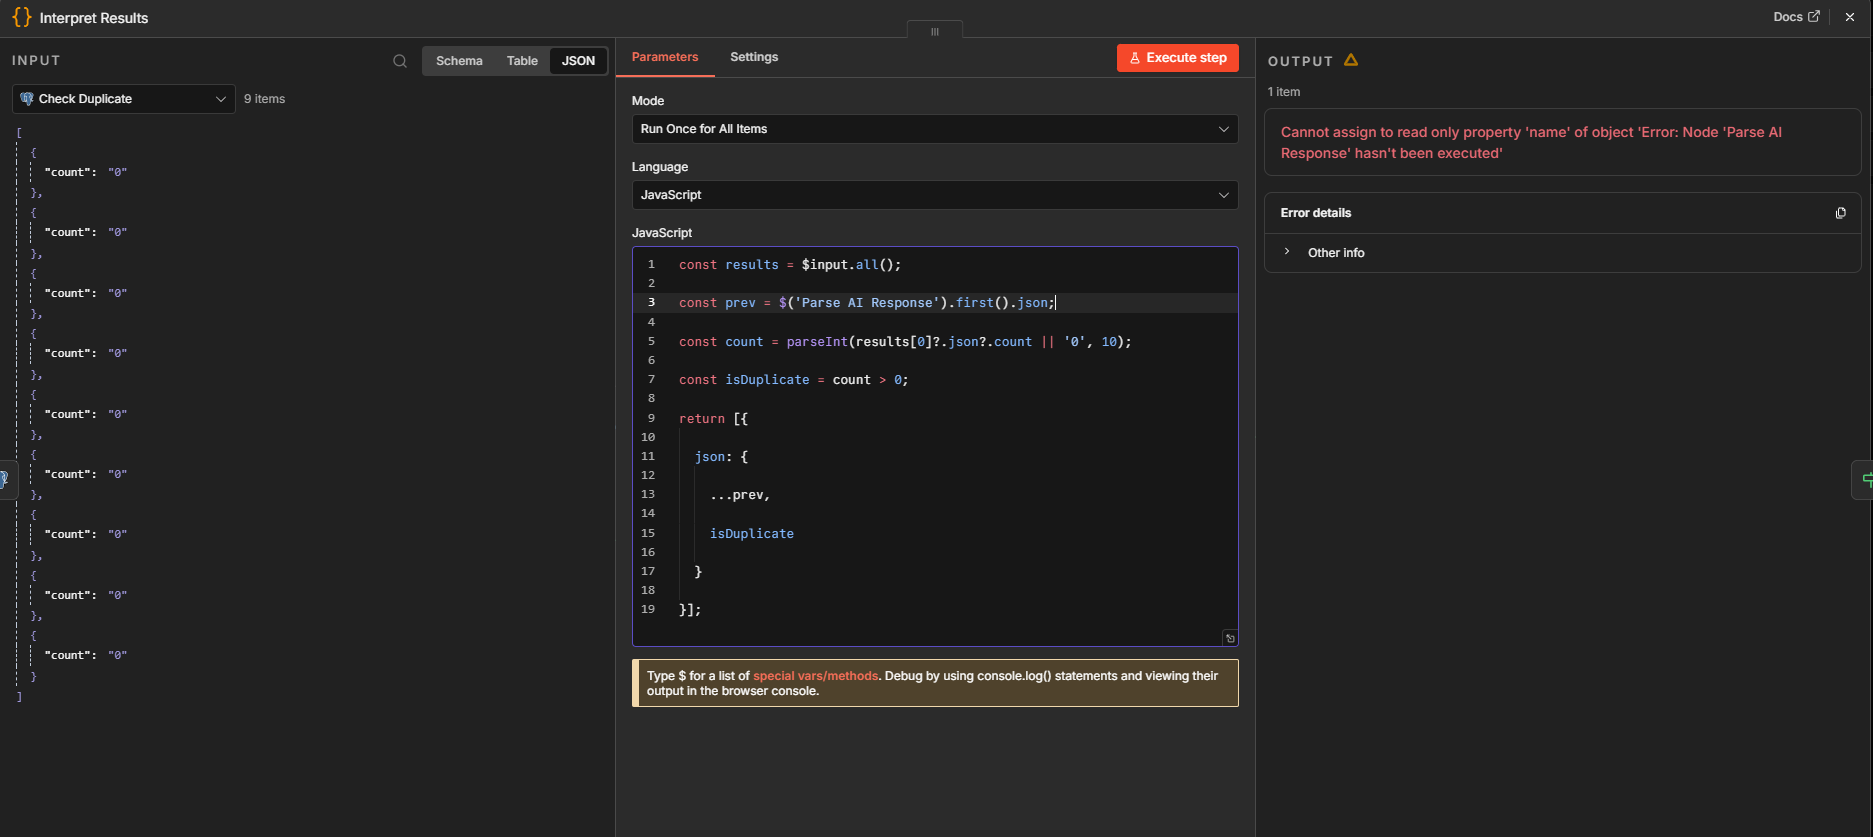 {} Interpret Results
Docs
INPUT
Schema
Table
JSON
Check Duplicate
9 items
[
{
"count": "0"
},
{
"count": "0"
},
{
"count": "0"
},
{
"count": "0"
},
{
"count": "0"
},
{
"count": "0"
},
{
"count": "0"
},
{
"count": "0"
},
{
"count": "0"
}
]
Parameters
Settings
Execute step
Mode
Run Once for All Items
Language
JavaScript
JavaScript
1 const results = $input.all();
2
3 const prev = $('Parse AI Response').first().json;
4
5 const count = parseInt(results[0]?.json?.count || '0', 10);
6
7 const isDuplicate = count > 0;
8
9 return [{
10
11 json: {
12
13 ...prev,
14
15 isDuplicate
16
17 }
18
19 }];
Type $ for a list of special vars/methods. Debug by using console.log() statements and viewing their
output in the browser console.
OUTPUT
1 item
Cannot assign to read only property 'name' of object 'Error: Node 'Parse AI
Response' hasn't been executed'
Error details
Other info